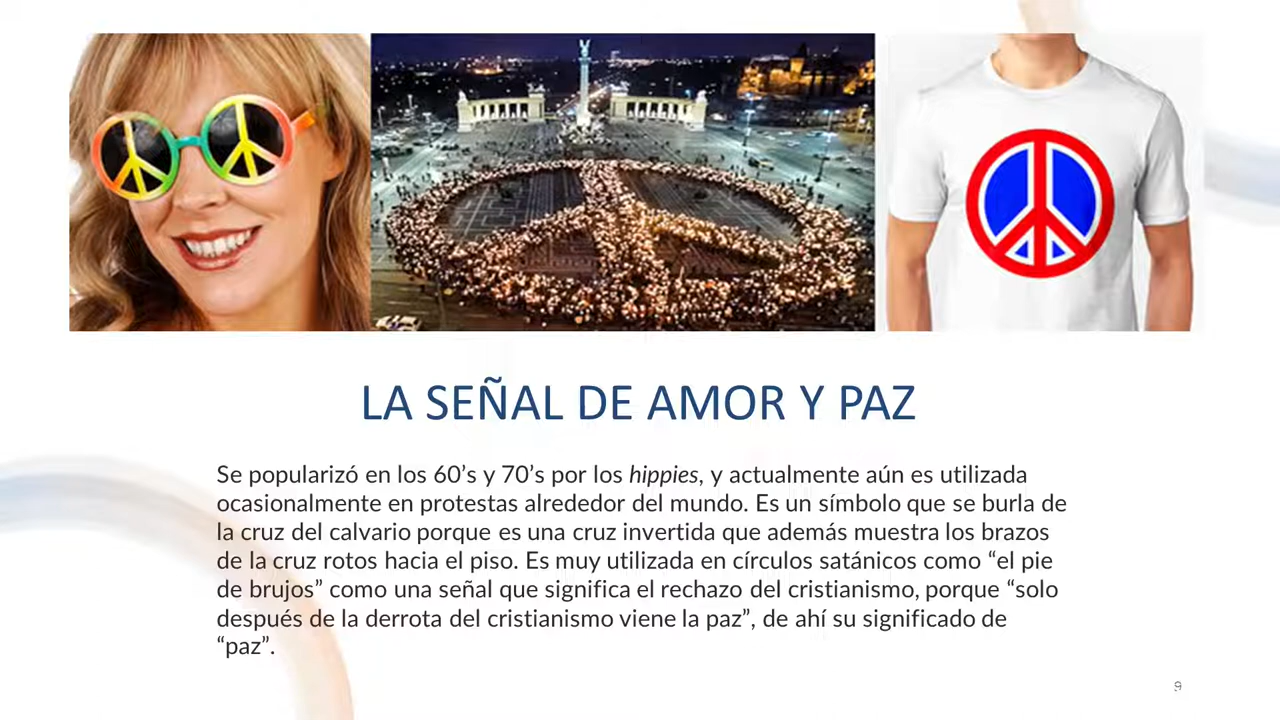 LA SEÑAL DE AMOR Y PAZ
Se popularizó en los 60’s y 70’s por los hippies, y actualmente aún es utilizada
ocasionalmente en protestas alrededor del mundo. Es un símbolo que se burla de
la cruz del calvario porque es una cruz invertida que además muestra los brazos
de la cruz rotos hacia el piso. Es muy utilizada en círculos satánicos como “el pie
de brujos” como una señal que significa el rechazo del cristianismo, porque “solo
después de la derrota del cristianismo viene la paz”, de ahí su significado de
“paz”.
9